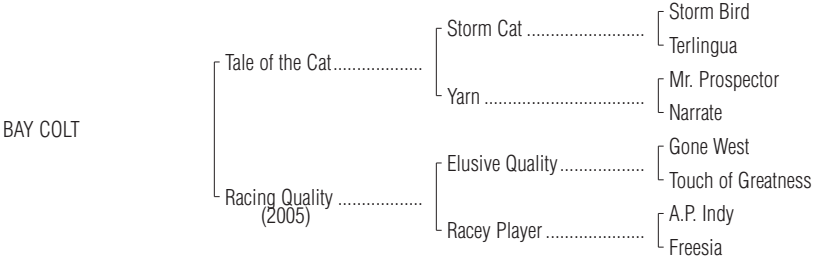 Storm Bird
Storm Cat ..........................
Terlingua
Tale of the Cat...................
Mr. Prospector
Yarn ..................................
Narrate
BAY COLT
Gone West
Elusive Quality..................
Touch of Greatness
Racing Quality ..................
(2005)
A.P. Indy
Racey Player .....................
Freesia